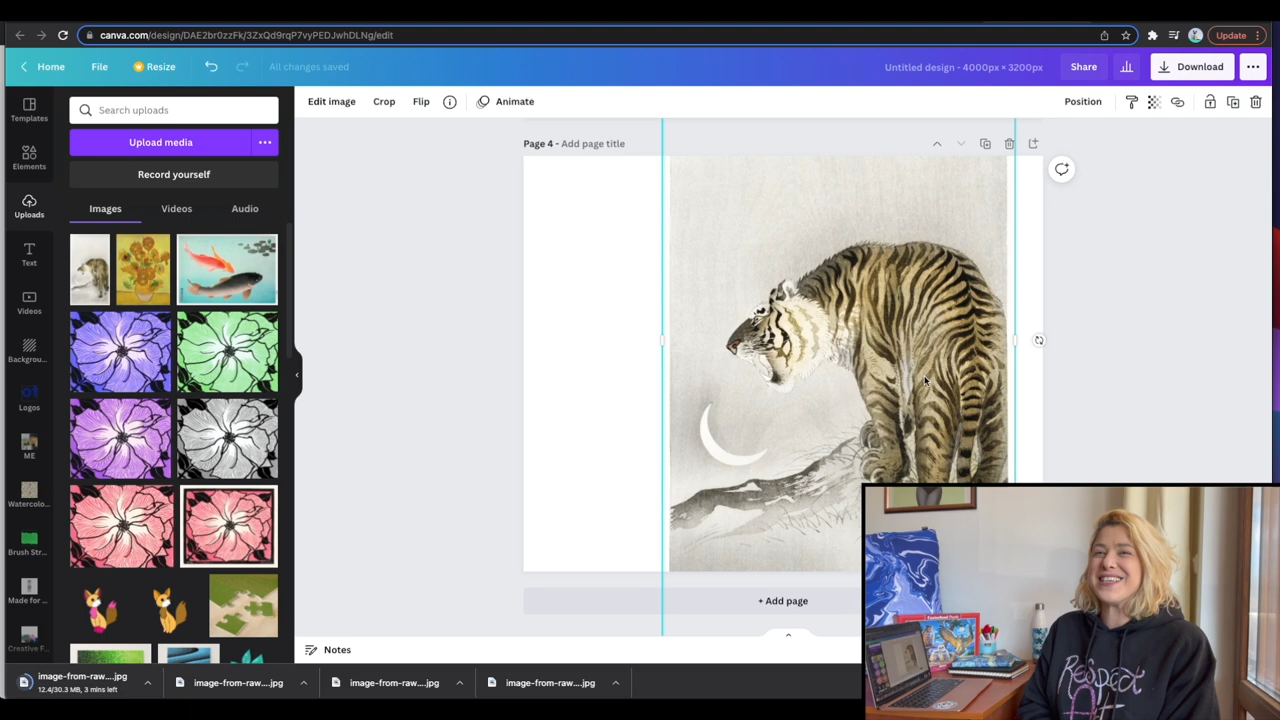 canva.com/design/DAE2br0zzFk/3ZxQd9rqP7vyPEDJwhDLNg/edit
Update
Home
File
Resize
All changes saved
Untitled design - 4000px × 3200px
Share
Download
Templates
Elements
Uploads
Text
Videos
Backgrou...
Logos
ME
Watercolo...
Brush Str...
Made for ...
Creative F...
Search uploads
Upload media
Record yourself
Images
Videos
Audio
Edit image
Crop
Flip
Animate
Position
Page 4 - Add page title
+ Add page
Notes
image-from-raw....jpg
12.4/30.3 MB, 3 mins left
image-from-raw....jpg
image-from-raw....jpg
image-from-raw....jpg
ot
Respect